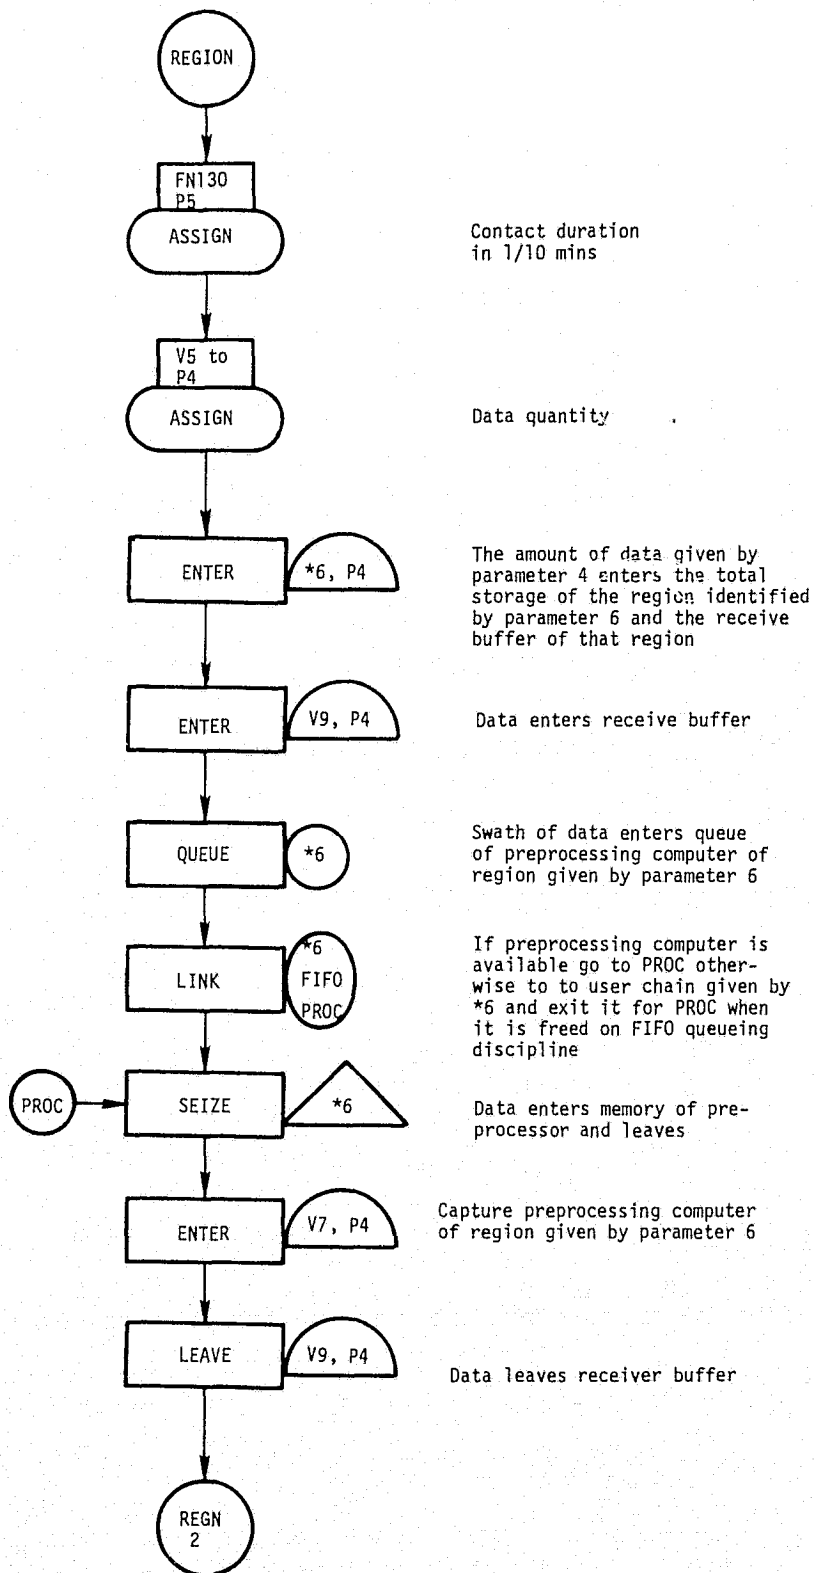 REGION
FN130
P5
ASSIGN
Contact duration
in 1/10 mins
V5 to
P4
ASSIGN
Data quantity
ENTER
*6, P4
The amount of data given by
parameter 4 enters the total
storage of the region identified
by parameter 6 and the receive
buffer of that region
ENTER
V9, P4
Data enters receive buffer
QUEUE
*6
Swath of data enters queue
of preprocessing computer of
region given by parameter 6
LINK
*6
FIFO
PROC
If preprocessing computer is
available go to PROC other-
wise to to user chain given by
*6 and exit it for PROC when
it is freed on FIFO queueing
discipline
PROC
SEIZE
*6
Data enters memory of pre-
processor and leaves
ENTER
V7, P4
Capture preprocessing computer
of region given by parameter 6
LEAVE
V9, P4
Data leaves receiver buffer
REGN
2